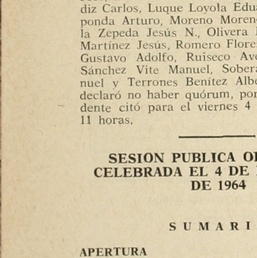 diz Carlos, Luque Loyola Edua
ponda Arturo, Moreno Moreno
la Zepeda Jesús N., Olivera
Martínez Jesús, Romero Flore
Gustavo Adolfo, Ruiseco Av
Sánchez Vite Manuel, Sobera
nuel y Terrones Benítez Albe
declaró no haber quórum, por
dente citó para el viernes 4
11 horas.
SESION PUBLICA O
CELEBRADA EL 4 DE
DE 1964
SUMARI
APERTURA